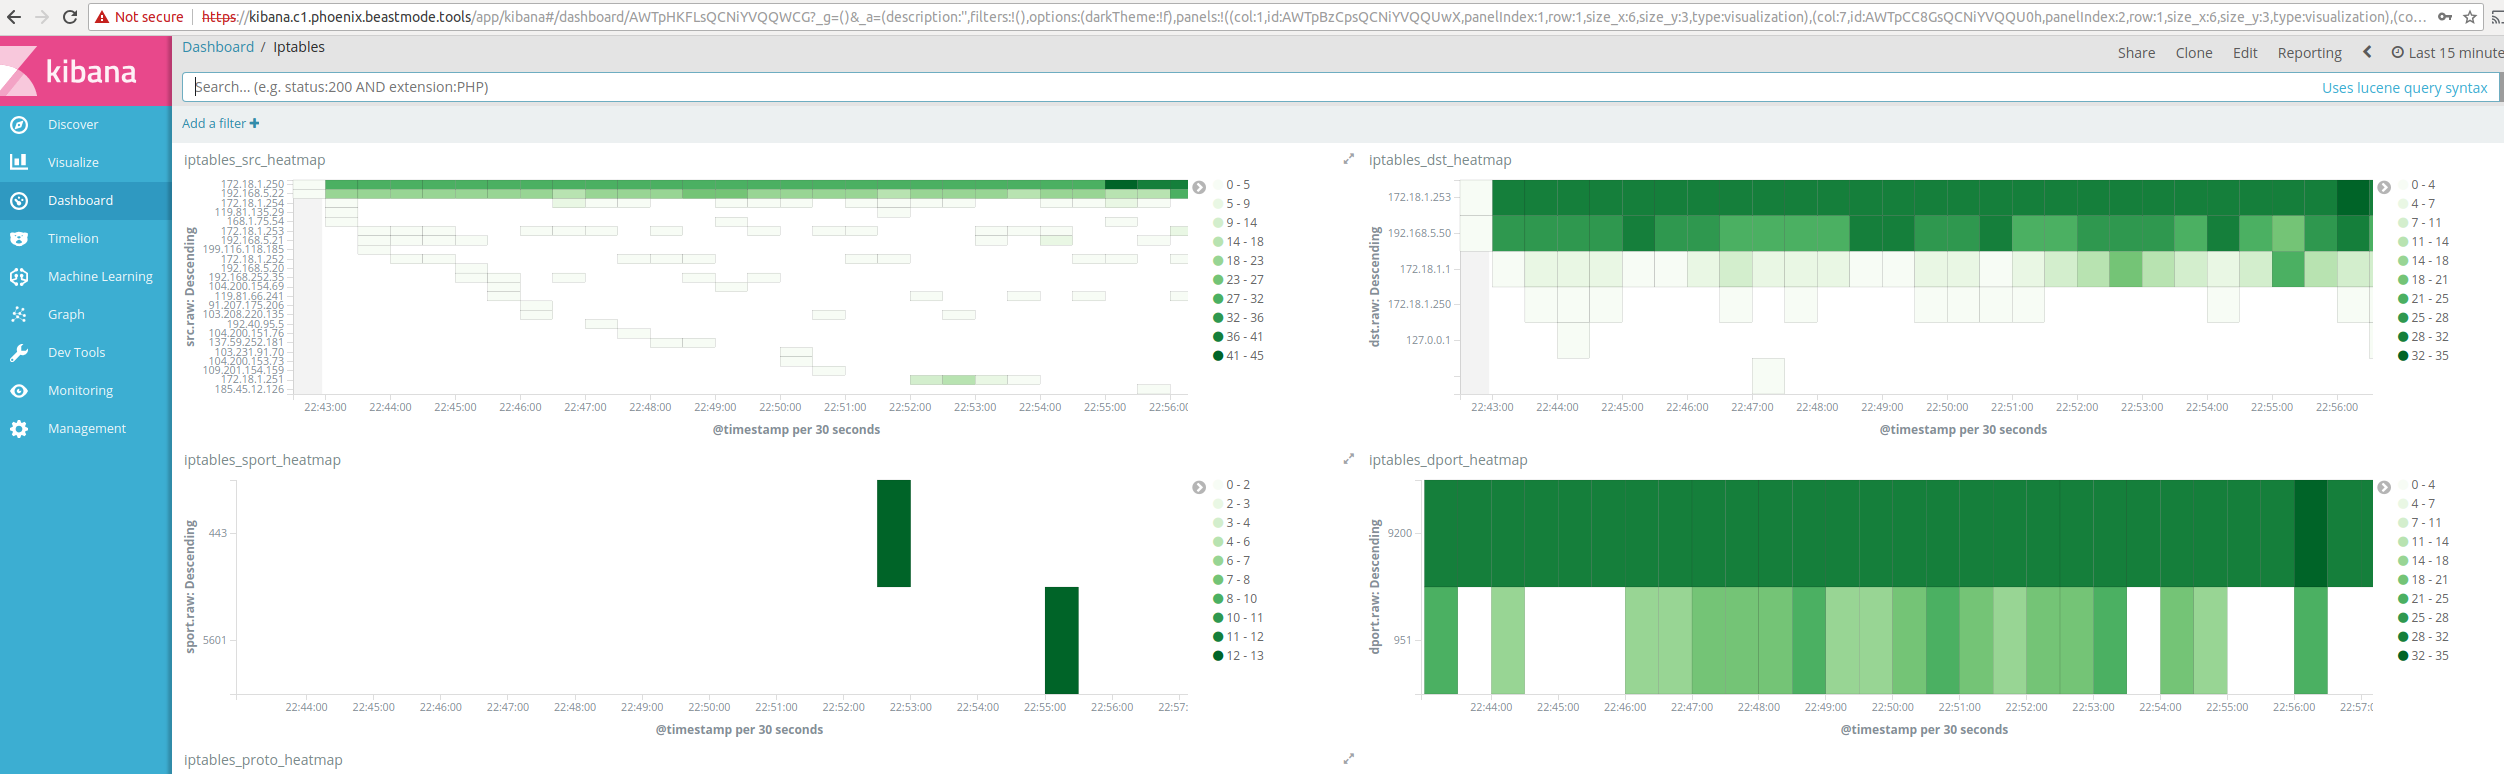 Not secure https://kibana.c1.phoenix.beastmode.tools/app/kibana#/dashboard/AWTpHKFLsQCNiYVQQWCG?_g=()&_a=(description:'',filters:!(),options:(darkTheme:!f),panels:!((col:1,id:AWTpBzCpsQCNiYVQQUwX,panelIndex:1,row:1,size_x:6,size_y:3,type:visualization),(col:7,id:AWTpCC8GsQCNiYVQQU0h,panelIndex:2,row:1,size_x:6,size_y:3,type:visualization),(co...
kibana
Dashboard / Iptables
Share Clone Edit Reporting Last 15 minute
Search... (e.g. status:200 AND extension:PHP)
Uses lucene query syntax
Add a filter +
Discover
Visualize
Dashboard
Timelion
Machine Learning
Graph
Dev Tools
Monitoring
Management
iptables_src_heatmap
src.raw: Descending
172.18.1.250
192.168.5.22
172.18.1.254
119.81.135.29
168.1.75.54
172.18.1.253
192.168.5.21
199.116.118.185
172.18.1.252
192.168.5.20
192.168.252.35
104.200.154.69
119.81.66.241
91.207.175.206
103.208.220.135
192.40.95.5
104.200.151.76
137.59.252.181
103.231.91.70
104.200.153.73
109.201.154.159
172.18.1.251
185.45.12.126
22:43:00 22:44:00 22:45:00 22:46:00 22:47:00 22:48:00 22:49:00 22:50:00 22:51:00 22:52:00 22:53:00 22:54:00 22:55:00 22:56:00
@timestamp per 30 seconds
0 - 5
5 - 9
9 - 14
14 - 18
18 - 23
23 - 27
27 - 32
32 - 36
36 - 41
41 - 45
iptables_dst_heatmap
dst.raw: Descending
172.18.1.253
192.168.5.50
172.18.1.1
172.18.1.250
127.0.0.1
22:43:00 22:44:00 22:45:00 22:46:00 22:47:00 22:48:00 22:49:00 22:50:00 22:51:00 22:52:00 22:53:00 22:54:00 22:55:00 22:56:00
@timestamp per 30 seconds
0 - 4
4 - 7
7 - 11
11 - 14
14 - 18
18 - 21
21 - 25
25 - 28
28 - 32
32 - 35
iptables_sport_heatmap
sport.raw: Descending
443
5601
22:44:00 22:45:00 22:46:00 22:47:00 22:48:00 22:49:00 22:50:00 22:51:00 22:52:00 22:53:00 22:54:00 22:55:00 22:56:00 22:57:
@timestamp per 30 seconds
0 - 2
2 - 3
3 - 4
4 - 6
6 - 7
7 - 8
8 - 10
10 - 11
11 - 12
12 - 13
iptables_dport_heatmap
dport.raw: Descending
9200
951
22:44:00 22:45:00 22:46:00 22:47:00 22:48:00 22:49:00 22:50:00 22:51:00 22:52:00 22:53:00 22:54:00 22:55:00 22:56:00 22:57:0
@timestamp per 30 seconds
0 - 4
4 - 7
7 - 11
11 - 14
14 - 18
18 - 21
21 - 25
25 - 28
28 - 32
32 - 35
iptables_proto_heatmap